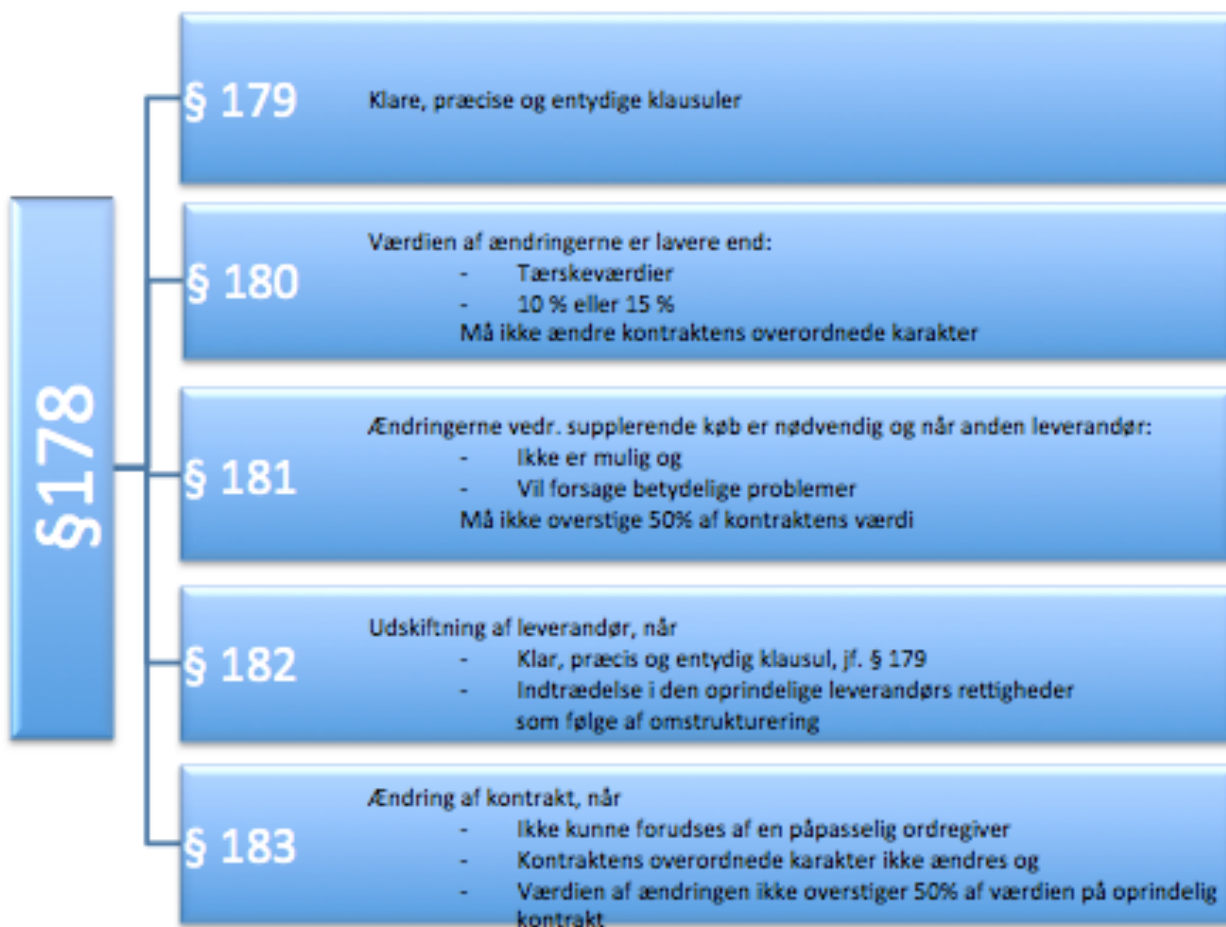 §178
§ 179
Klare, præcise og entydige klausuler
§ 180
Værdien af ændringerne er lavere end:
- Tærskeværdier
- 10 % eller 15 %
Må ikke ændre kontraktens overordnede karakter
§ 181
Ændringerne vedr. supplerende køb er nødvendig og når anden leverandør:
- Ikke er mulig og
- Vil forsage betydelige problemer
Må ikke overstige 50% af kontraktens værdi
§ 182
Udskiftning af leverandør, når
- Klar, præcis og entydig klausul, jf. § 179
- Indtrædelse i den oprindelige leverandørs rettigheder
som følge af omstrukturering
§ 183
Ændring af kontrakt, når
- Ikke kunne forudses af en påpasselig ordregiver
- Kontraktens overordnede karakter ikke ændres og
- Værdien af ændringen ikke overstiger 50% af værdien på oprindelig
kontrakt